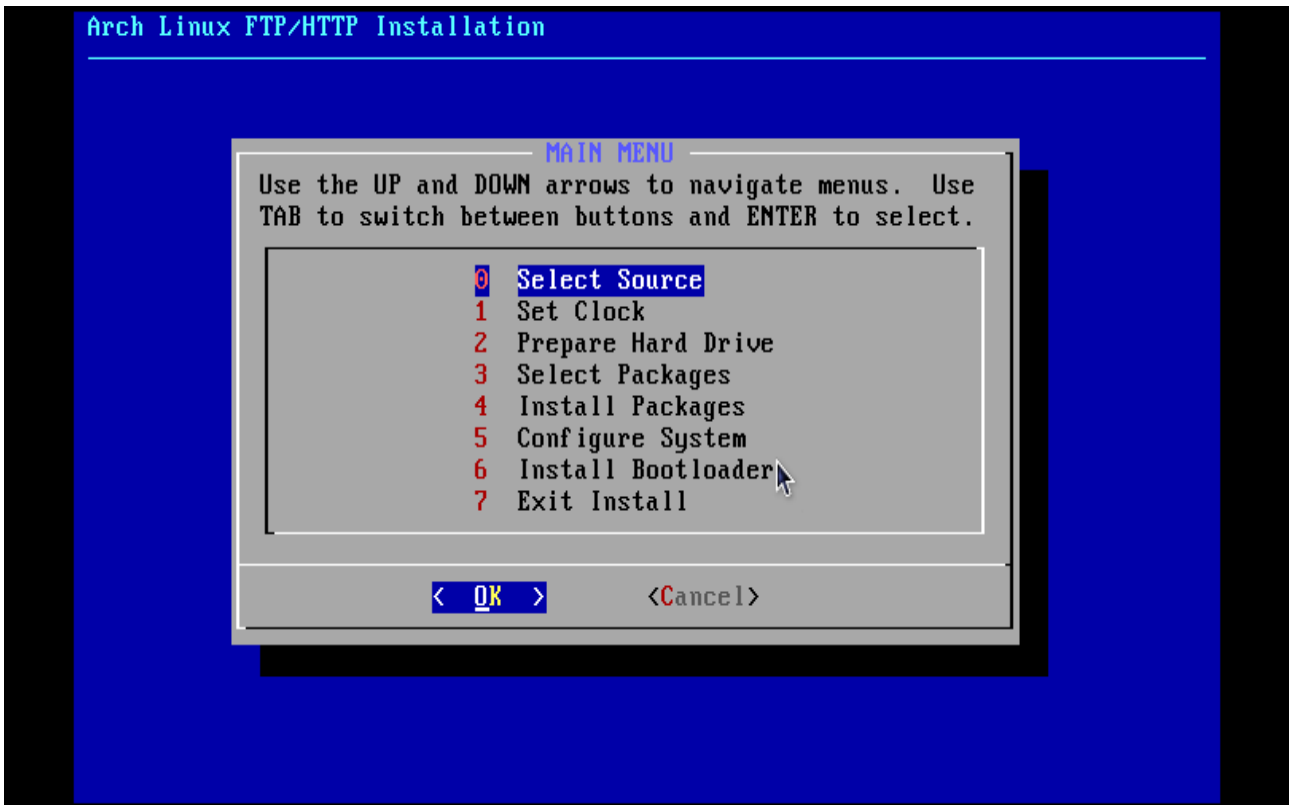 Arch Linux FTP/HTTP Installation
MAIN MENU
Use the UP and DOWN arrows to navigate menus.  Use
TAB to switch between buttons and ENTER to select.
0 Select Source
1 Set Clock
2 Prepare Hard Drive
3 Select Packages
4 Install Packages
5 Configure System
6 Install Bootloader
7 Exit Install
< OK > <Cancel>